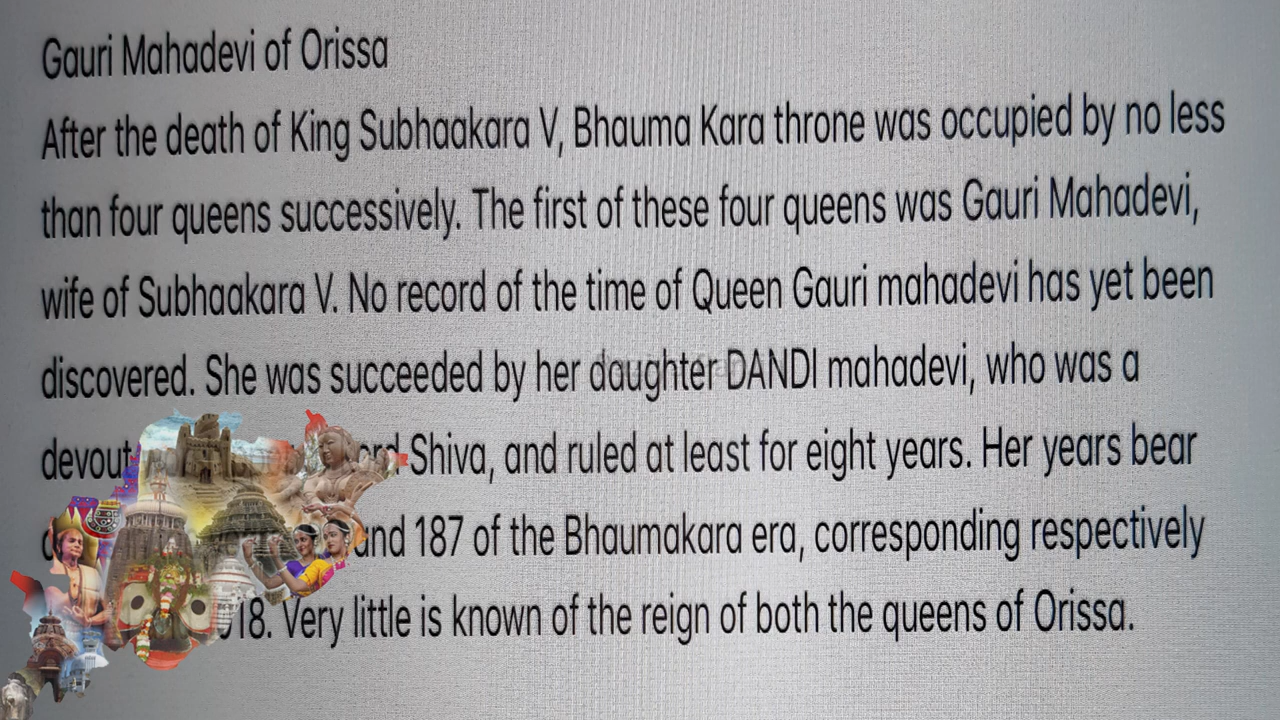 Gauri Mahadevi of Orissa
After the death of King Subhaakara V, Bhauma Kara throne was occupied by no less
than four queens successively. The first of these four queens was Gauri Mahadevi,
wife of Subhaakara V. No record of the time of Queen Gauri mahadevi has yet been
discovered. She was succeeded by her daughter DANDI mahadevi, who was a
devout Shiva, and ruled at least for eight years. Her years bear
and 187 of the Bhaumakara era, corresponding respectively
18. Very little is known of the reign of both the queens of Orissa.